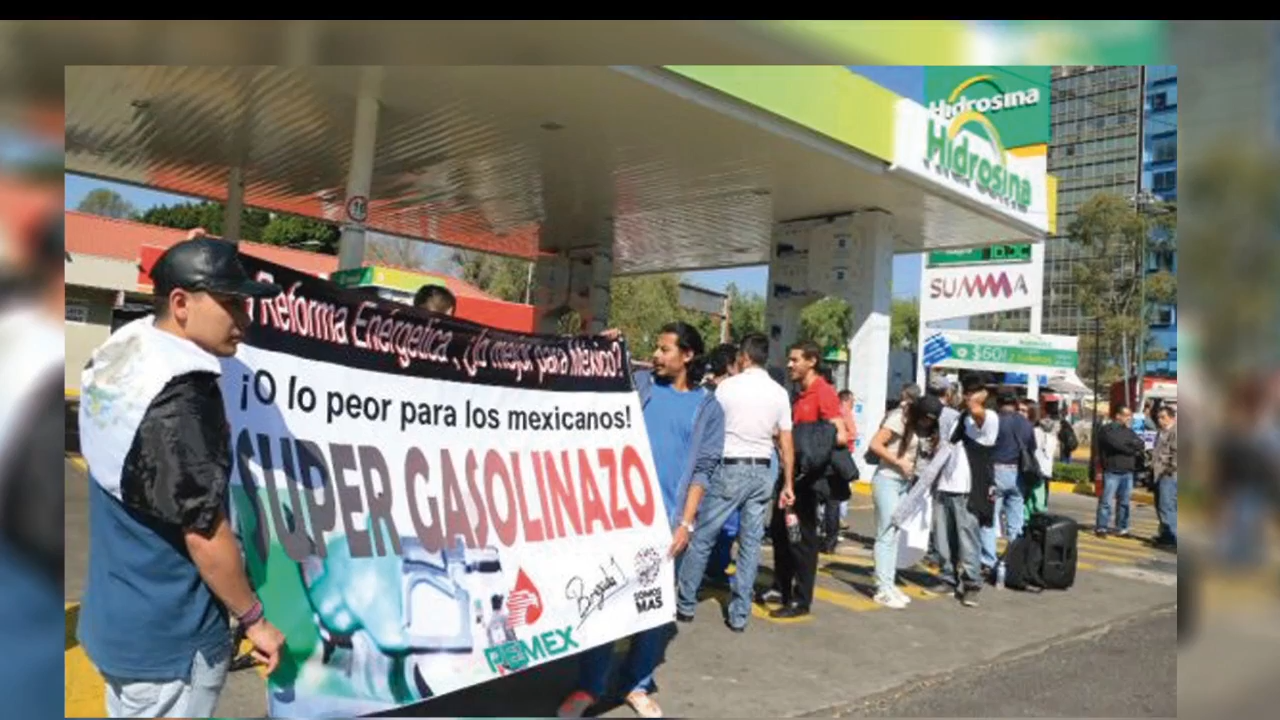 Hidrosina
Hidrosina
SUMMA
Reforma Energética, ¿lo mejor para México?
¡O lo peor para los mexicanos!
SUPER GASOLINAZO
SOMOS
MAS
PEMEX